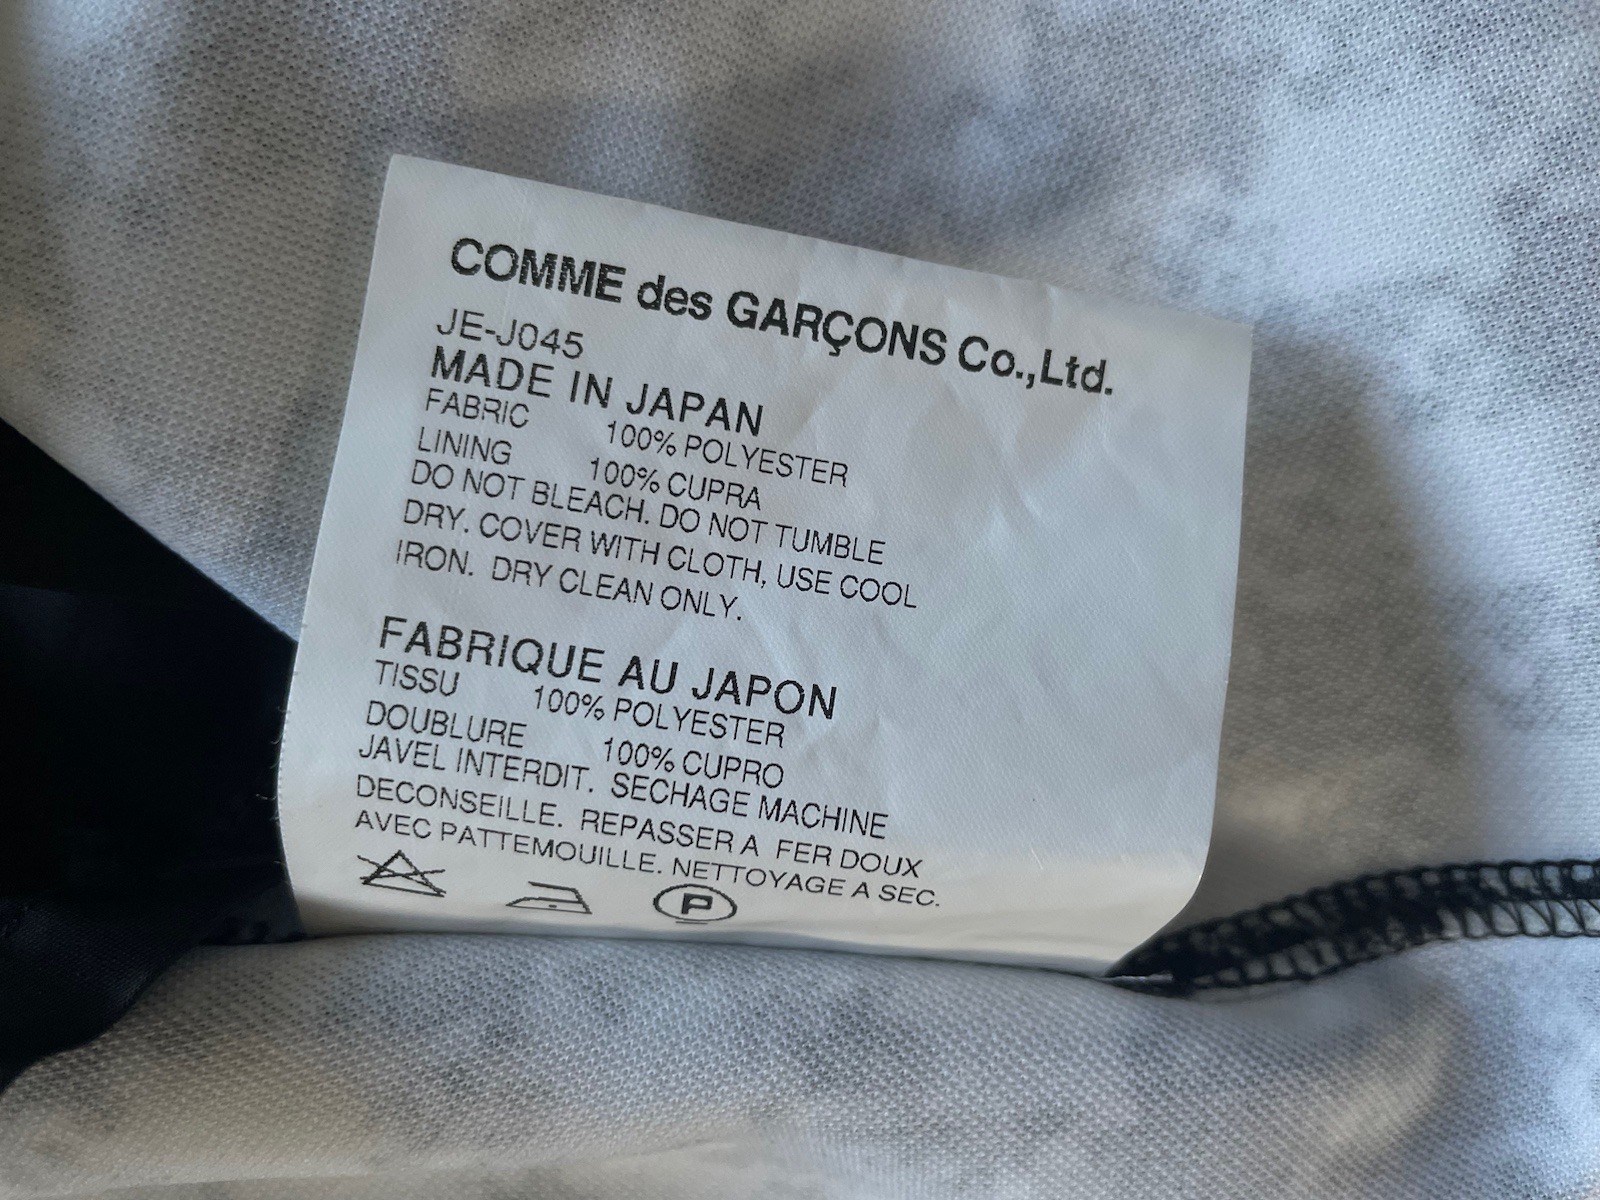 COMME des GARÇONS Co.,Ltd.
JE-J045
MADE IN JAPAN
FABRIC 100% POLYESTER
LINING 100% CUPRA
DO NOT BLEACH. DO NOT TUMBLE
DRY. COVER WITH CLOTH, USE COOL
IRON. DRY CLEAN ONLY.
FABRIQUE AU JAPON
TISSU 100% POLYESTER
DOUBLURE 100% CUPRO
JAVEL INTERDIT. SECHAGE MACHINE
DECONSEILLE. REPASSER A FER DOUX
AVEC PATTEMOUILLE. NETTOYAGE A SEC.
P